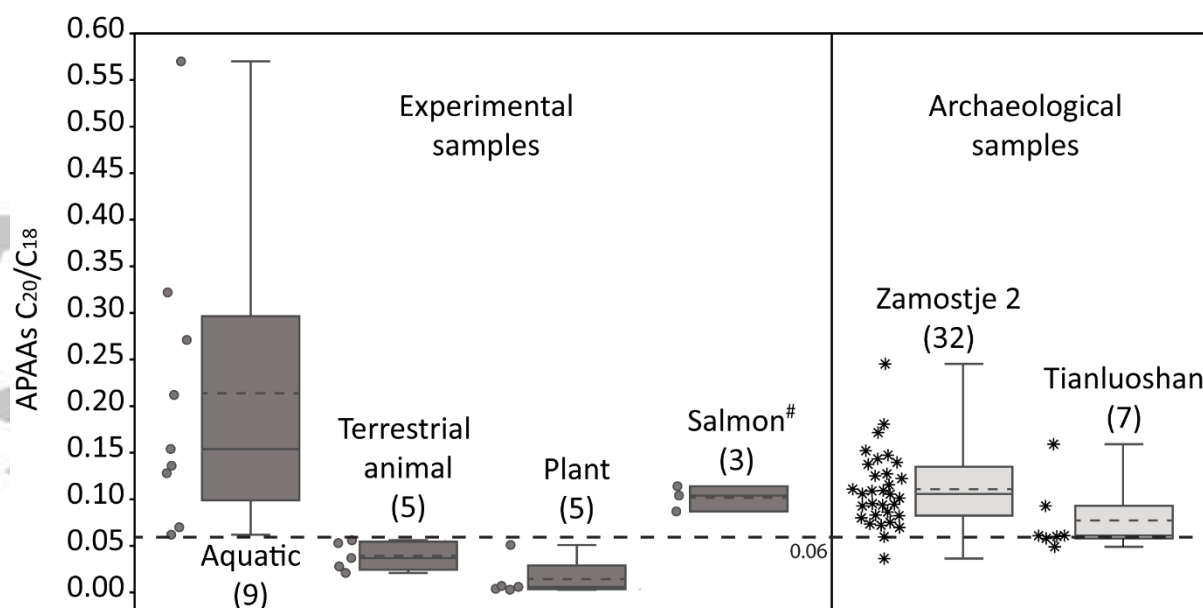 0.60
0.55
0.50
0.45
0.40
0.35
0.30
0.25
0.20
0.15
0.10
0.05
0.00
APAAs C20/C18
Experimental
samples
Archaeological
samples
Aquatic
(9)
Terrestrial
animal
(5)
Plant
(5)
Salmon#
(3)
0.06
Zamostje 2
(32)
Tianluoshan
(7)